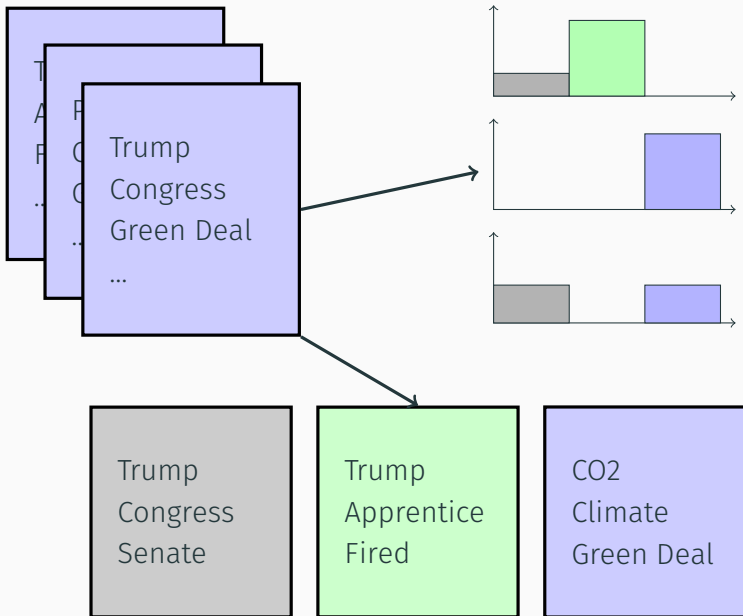 T
A
F
...
P
C
C
...
Trump
Congress
Green Deal
...
Trump
Congress
Senate
Trump
Apprentice
Fired
CO2
Climate
Green Deal